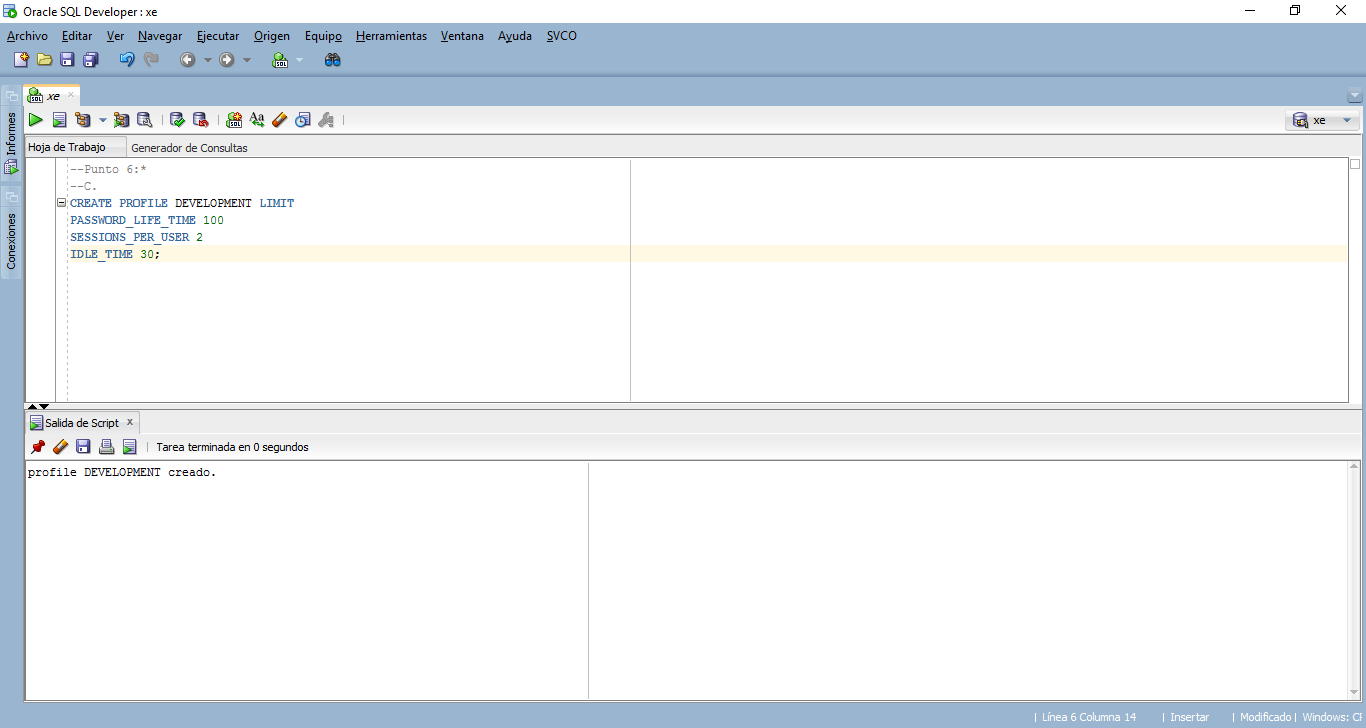 Oracle SQL Developer : xe
Archivo Editar Ver Navegar Ejecutar Origen Equipo Herramientas Ventana Ayuda SVCO
xe
xe
Informes
Conexiones
Hoja de Trabajo Generador de Consultas
--Punto 6:*
--C.
CREATE PROFILE DEVELOPMENT LIMIT
PASSWORD_LIFE_TIME 100
SESSIONS_PER_USER 2
IDLE_TIME 30;
Salida de Script x
Tarea terminada en 0 segundos
profile DEVELOPMENT creado.
| Línea 6 Columna 14 | Insertar | Modificado | Windows: